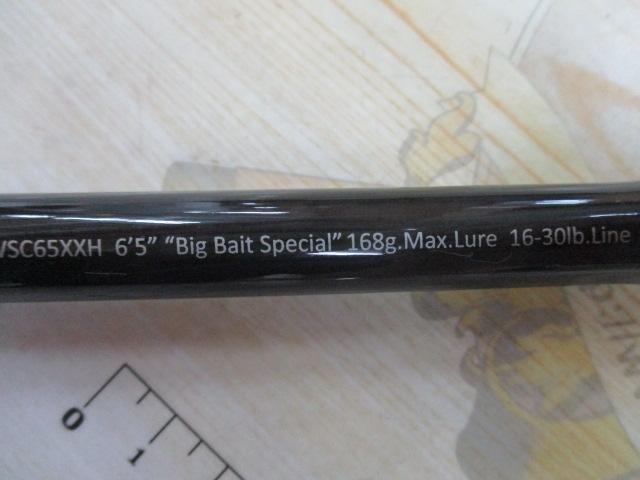 VSC65XXH 6'5” “Big Bait Special” 168g.Max.Lure 16-30lb.Line
0
1